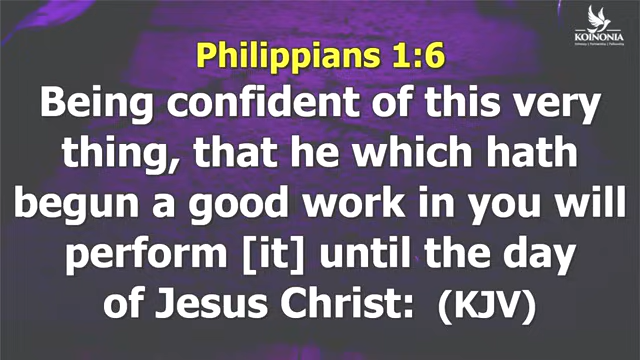 KOINONIA
Philippians 1:6
Being confident of this very
thing, that he which hath
begun a good work in you will
perform [it] until the day
of Jesus Christ: (KJV)